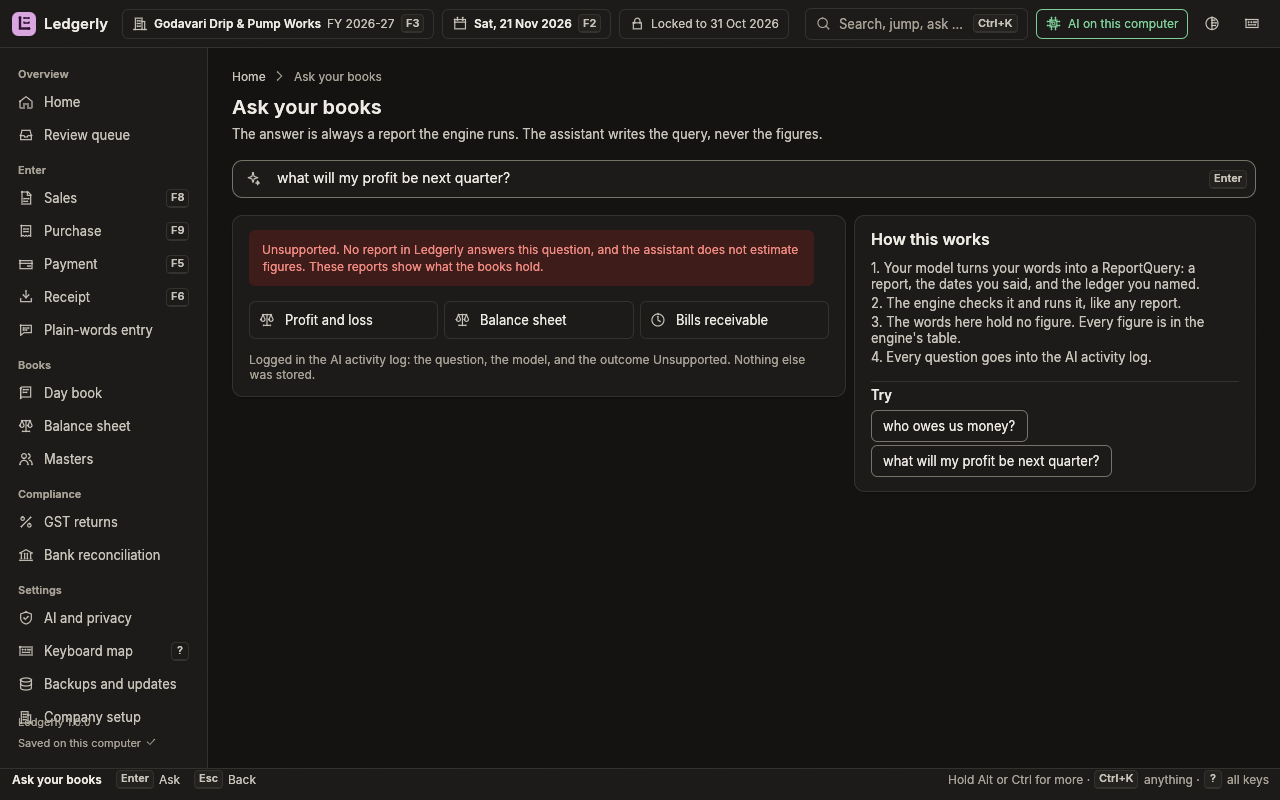 Ledgerly
Godavari Drip & Pump Works FY 2026-27 F3
Sat, 21 Nov 2026 F2
Locked to 31 Oct 2026
Search, jump, ask ... Ctrl+K
AI on this computer
Overview
Home
Review queue
Enter
Sales F8
Purchase F9
Payment F5
Receipt F6
Plain-words entry
Books
Day book
Balance sheet
Masters
Compliance
GST returns
Bank reconciliation
Settings
AI and privacy
Keyboard map ?
Backups and updates
Company setup
Ledgerly 1.0.0
Saved on this computer
Home > Ask your books
Ask your books
The answer is always a report the engine runs. The assistant writes the query, never the figures.
what will my profit be next quarter? Enter
Unsupported. No report in Ledgerly answers this question, and the assistant does not estimate
figures. These reports show what the books hold.
Profit and loss
Balance sheet
Bills receivable
Logged in the AI activity log: the question, the model, and the outcome Unsupported. Nothing else
was stored.
How this works
1. Your model turns your words into a ReportQuery: a
report, the dates you said, and the ledger you named.
2. The engine checks it and runs it, like any report.
3. The words here hold no figure. Every figure is in the
engine's table.
4. Every question goes into the AI activity log.
Try
who owes us money?
what will my profit be next quarter?
Ask your books Enter Ask Esc Back
Hold Alt or Ctrl for more · Ctrl+K anything · ? all keys